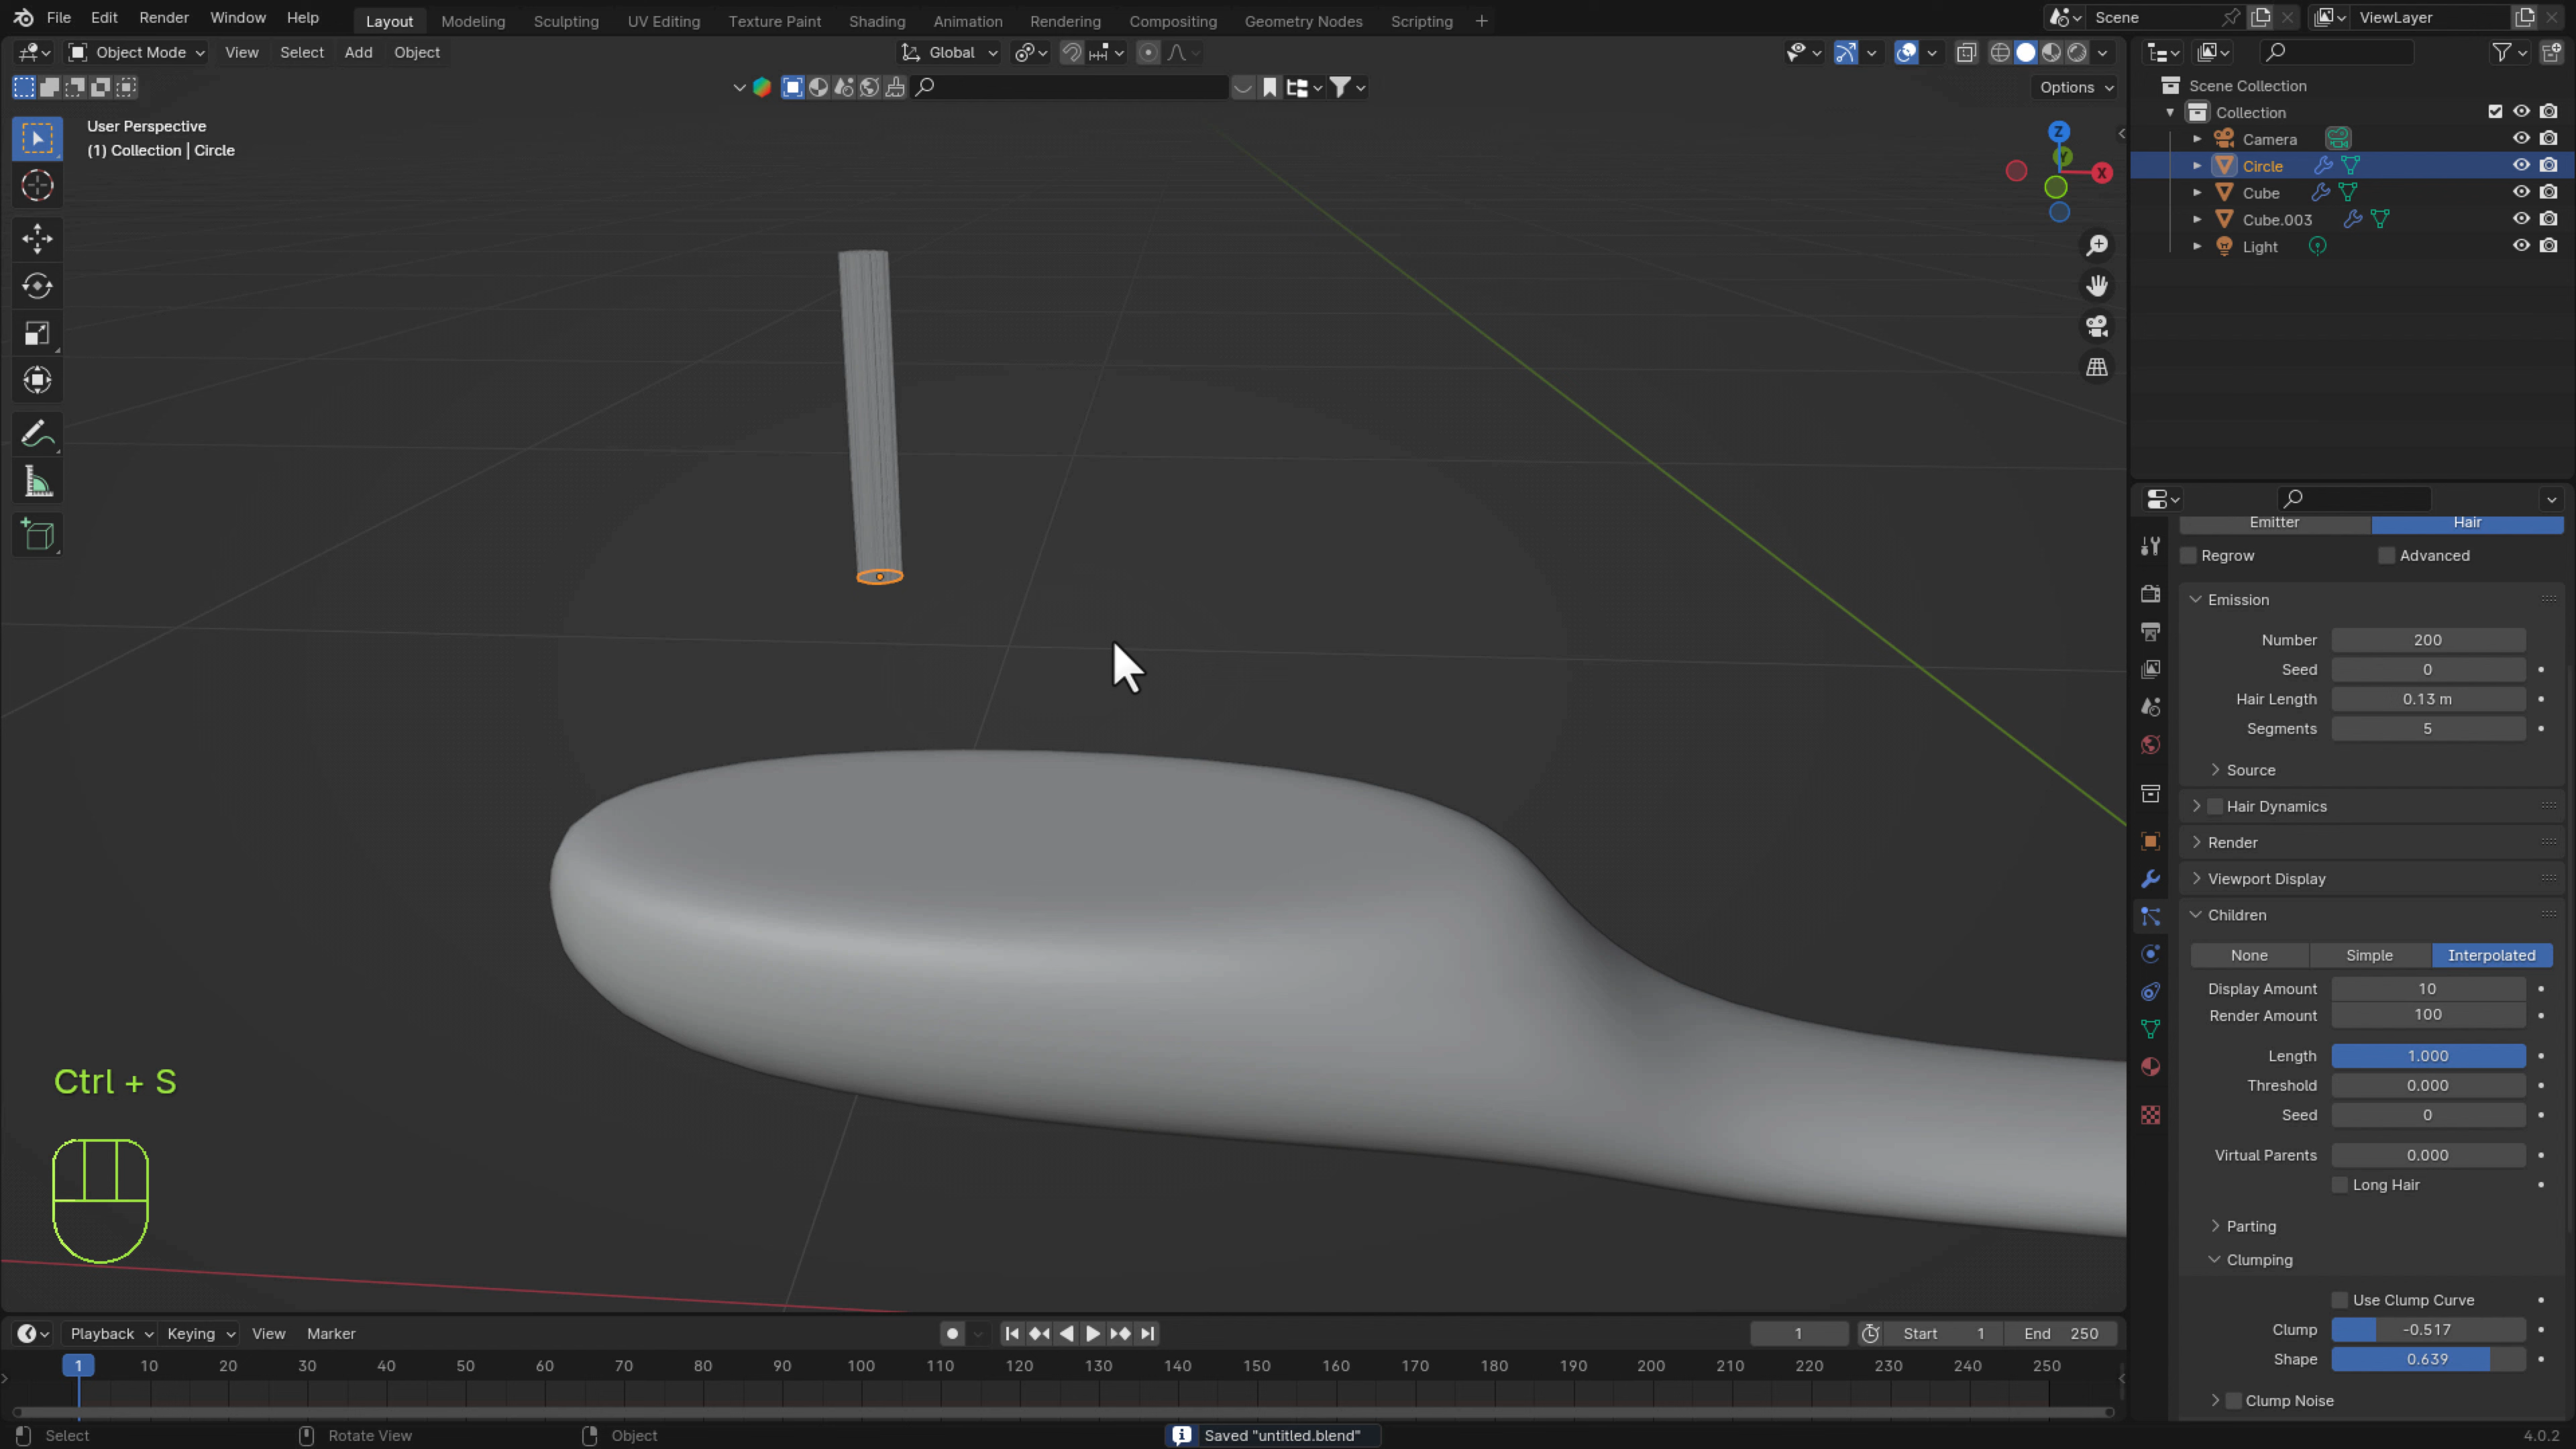 File Edit Render Window Help
Layout Modeling Sculpting UV Editing Texture Paint Shading Animation Rendering Compositing Geometry Nodes Scripting +
Scene
ViewLayer
Object Mode View Select Add Object
Global
Options
User Perspective
(1) Collection | Circle
Z
Y
X
Scene Collection
Collection
Camera
Circle
Cube
Cube.003
Light
Emitter Hair
Regrow Advanced
Emission
Number 200
Seed 0
Hair Length 0.13 m
Segments 5
Source
Hair Dynamics
Render
Viewport Display
Children
None Simple Interpolated
Display Amount 10
Render Amount 100
Length 1.000
Threshold 0.000
Seed 0
Virtual Parents 0.000
Long Hair
Parting
Clumping
Use Clump Curve
Clump -0.517
Shape 0.639
Clump Noise
Ctrl + S
Playback Keying View Marker
1 Start 1 End 250
1 10 20 30 40 50 60 70 80 90 100 110 120 130 140 150 160 170 180 190 200 210 220 230 240 250
Select Rotate View Object Saved "untitled.blend" 4.0.2